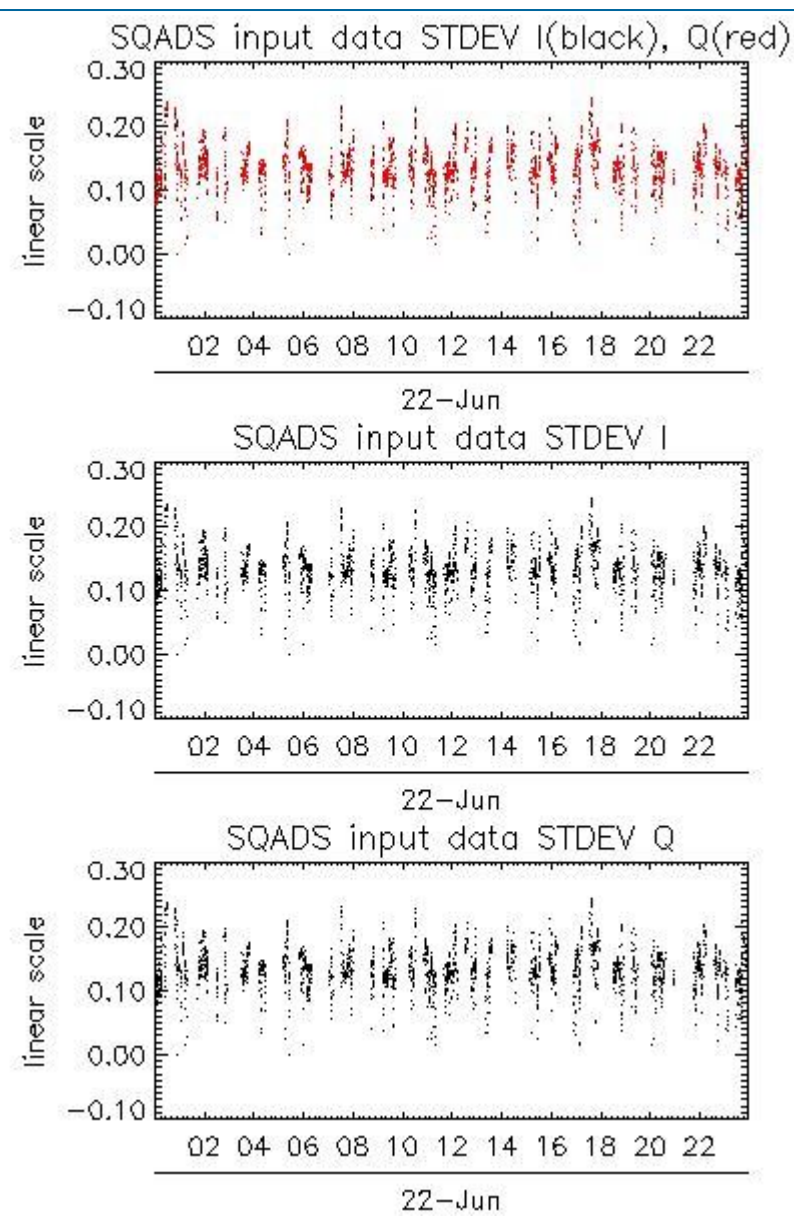 SQADS input data STDEV I(black), Q(red)
0.30
0.20
0.10
0.00
−0.10
linear scale
02 04 06 08 10 12 14 16 18 20 22
22−Jun
SQADS input data STDEV I
0.30
0.20
0.10
0.00
−0.10
linear scale
02 04 06 08 10 12 14 16 18 20 22
22−Jun
SQADS input data STDEV Q
0.30
0.20
0.10
0.00
−0.10
linear scale
02 04 06 08 10 12 14 16 18 20 22
22−Jun